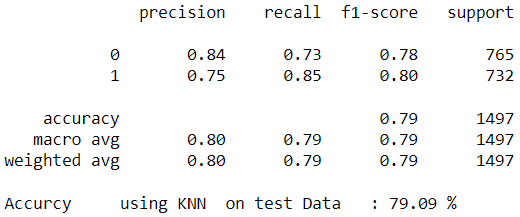 precision recall f1-score support
0 0.84 0.73 0.78 765
1 0.75 0.85 0.80 732
accuracy 0.79 1497
macro avg 0.80 0.79 0.79 1497
weighted avg 0.80 0.79 0.79 1497
Accurcy using KNN on test Data : 79.09 %